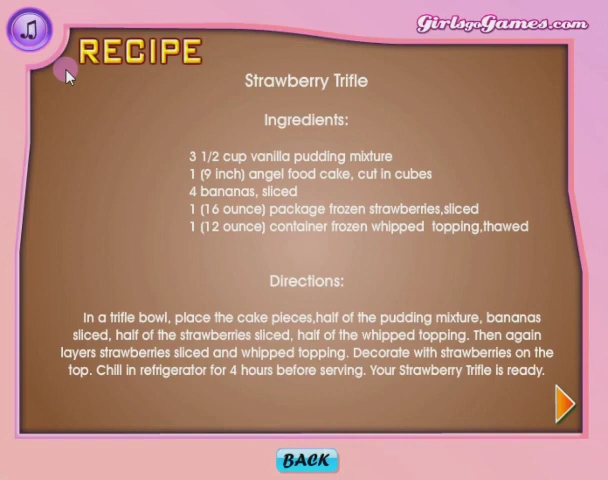 GirlsgoGames.com
RECIPE
Strawberry Trifle
Ingredients:
3 1/2 cup vanilla pudding mixture
1 (9 inch) angel food cake, cut in cubes
4 bananas, sliced
1 (16 ounce) package frozen strawberries,sliced
1 (12 ounce) container frozen whipped topping,thawed
Directions:
In a trifle bowl, place the cake pieces,half of the pudding mixture, bananas
sliced, half of the strawberries sliced, half of the whipped topping. Then again
layers strawberries sliced and whipped topping. Decorate with strawberries on the
top. Chill in refrigerator for 4 hours before serving. Your Strawberry Trifle is ready.
BACK